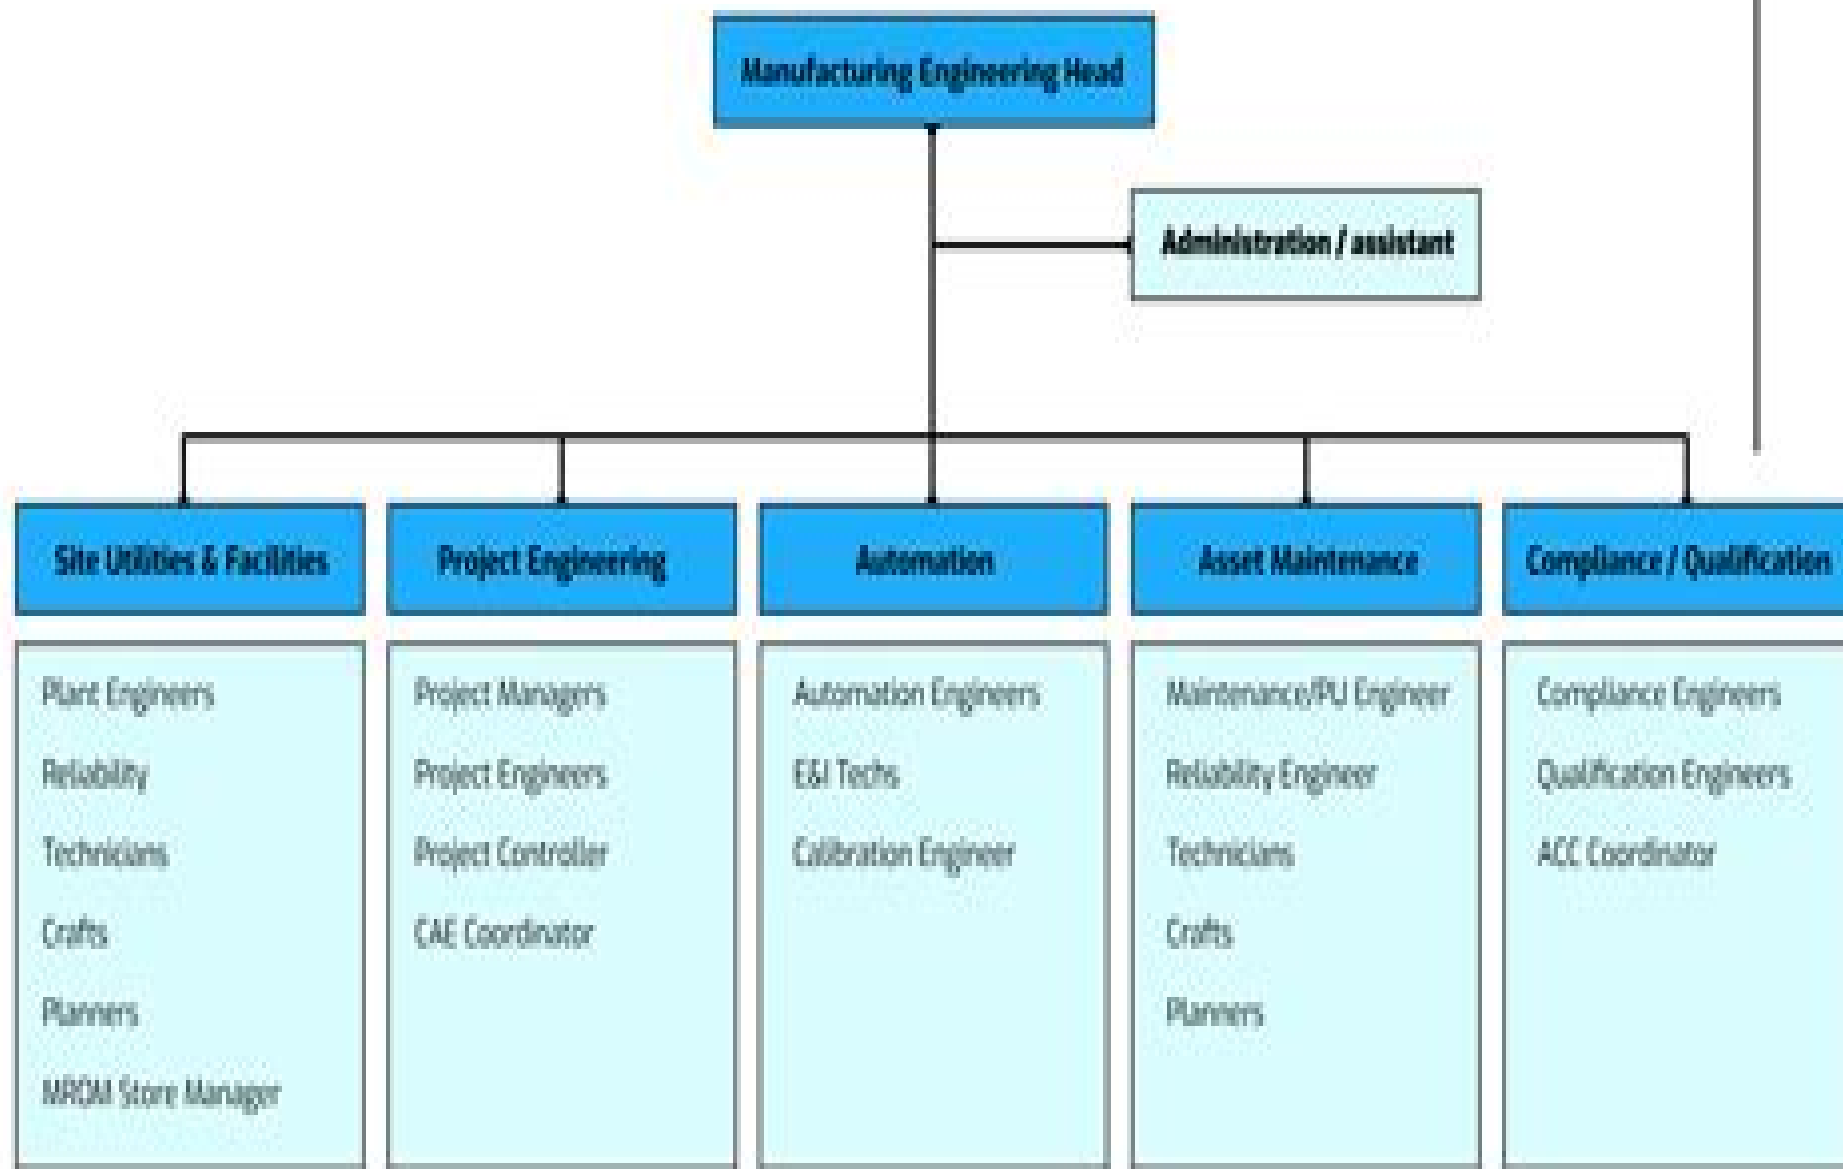 Manufacturing Engineering Head
Administration / assistant
Site Utilities & Facilities
Project Engineering
Automation
Asset Maintenance
Compliance / Qualification
Plant Engineers
Reliability
Technicians
Crafts
Planners
MROM Store Manager
Project Managers
Project Engineers
Project Controller
CAE Coordinator
Automation Engineers
E&I Techs
Calibration Engineer
Maintenance/PU Engineer
Reliability Engineer
Technicians
Crafts
Planners
Compliance Engineers
Qualification Engineers
ACC Coordinator